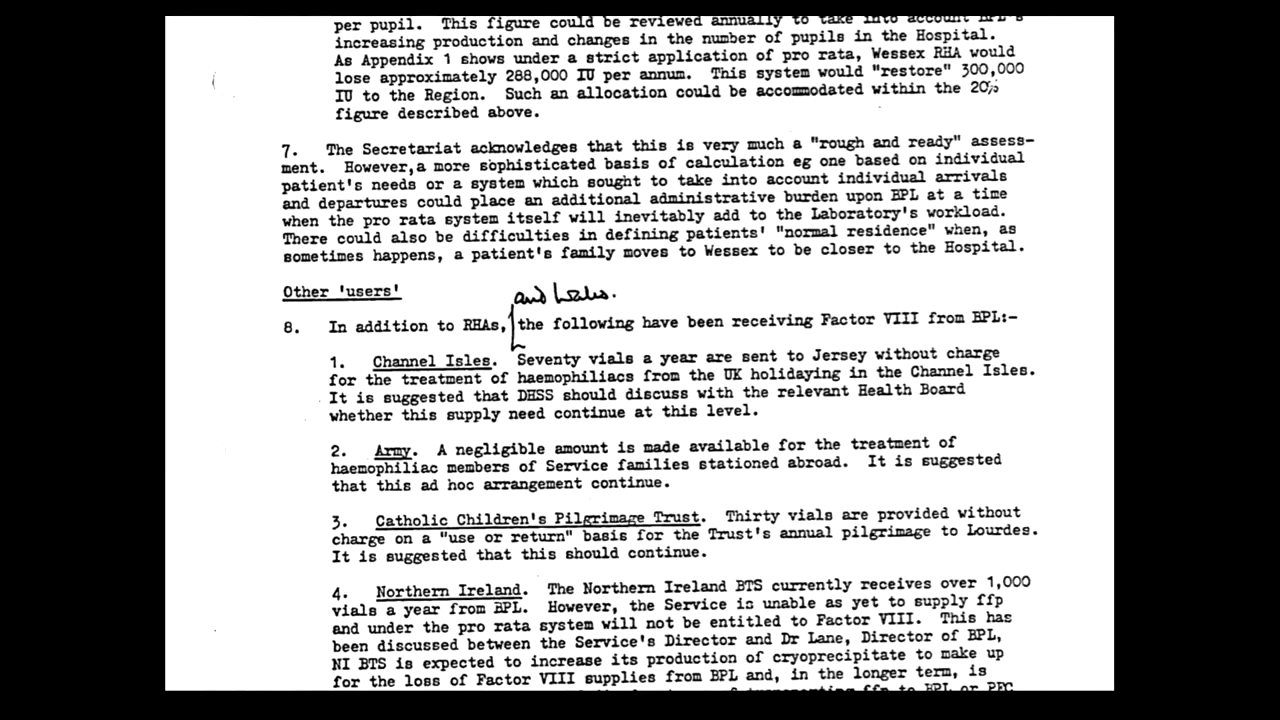 per pupil. This figure could be reviewed annually to take into account BPL's
increasing production and changes in the number of pupils in the Hospital.
As Appendix 1 shows under a strict application of pro rata, Wessex RHA would
lose approximately 288,000 IU per annum. This system would "restore" 300,000
IU to the Region. Such an allocation could be accommodated within the 20%
figure described above.
7. The Secretariat acknowledges that this is very much a "rough and ready" assess-
ment. However, a more sophisticated basis of calculation eg one based on individual
patient's needs or a system which sought to take into account individual arrivals
and departures could place an additional administrative burden upon BPL at a time
when the pro rata system itself will inevitably add to the Laboratory's workload.
There could also be difficulties in defining patients' "normal residence" when, as
sometimes happens, a patient's family moves to Wessex to be closer to the Hospital.
Other 'users'
and Wales.
8. In addition to RHAs, the following have been receiving Factor VIII from BPL:-
1. Channel Isles. Seventy vials a year are sent to Jersey without charge
for the treatment of haemophiliacs from the UK holidaying in the Channel Isles.
It is suggested that DHSS should discuss with the relevant Health Board
whether this supply need continue at this level.
2. Army. A negligible amount is made available for the treatment of
haemophiliac members of Service families stationed abroad. It is suggested
that this ad hoc arrangement continue.
3. Catholic Children's Pilgrimage Trust. Thirty vials are provided without
charge on a "use or return" basis for the Trust's annual pilgrimage to Lourdes.
It is suggested that this should continue.
4. Northern Ireland. The Northern Ireland BTS currently receives over 1,000
vials a year from BPL. However, the Service is unable as yet to supply ffp
and under the pro rata system will not be entitled to Factor VIII. This has
been discussed between the Service's Director and Dr Lane, Director of BPL,
NI BTS is expected to increase its production of cryoprecipitate to make up
for the loss of Factor VIII supplies from BPL and, in the longer term, is
of transporting ffp to BPL or PFC